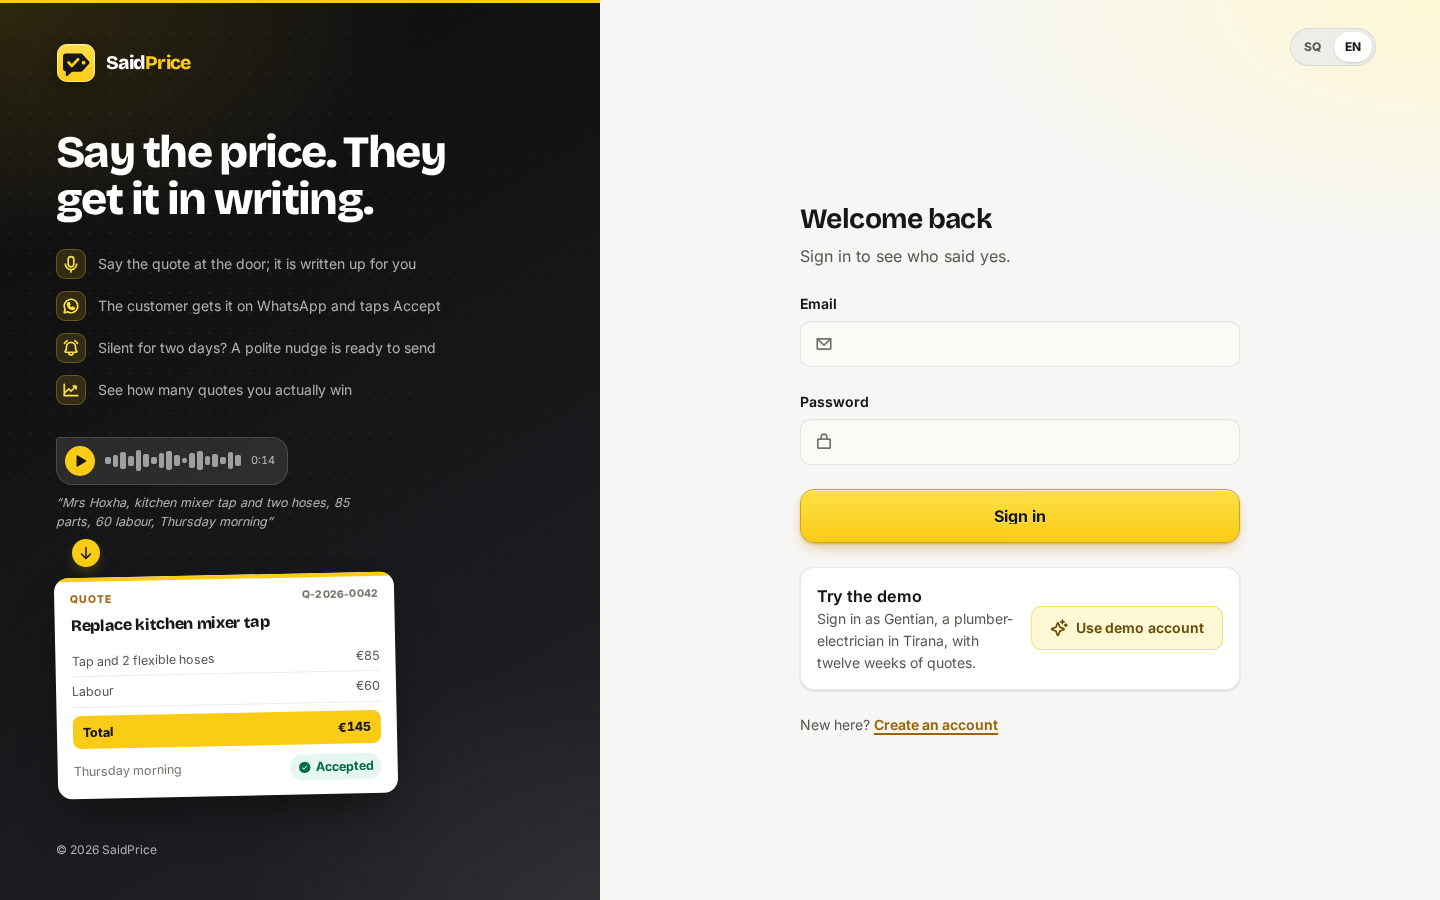 SaidPrice
Say the price. They
get it in writing.
Say the quote at the door; it is written up for you
The customer gets it on WhatsApp and taps Accept
Silent for two days? A polite nudge is ready to send
See how many quotes you actually win
0:14
“Mrs Hoxha, kitchen mixer tap and two hoses, 85
parts, 60 labour, Thursday morning”
QUOTE Q-2026-0042
Replace kitchen mixer tap
Tap and 2 flexible hoses €85
Labour €60
Total €145
Thursday morning Accepted
© 2026 SaidPrice
SQ EN
Welcome back
Sign in to see who said yes.
Email
Password
Sign in
Try the demo
Sign in as Gentian, a plumber-
electrician in Tirana, with
twelve weeks of quotes.
Use demo account
New here? Create an account